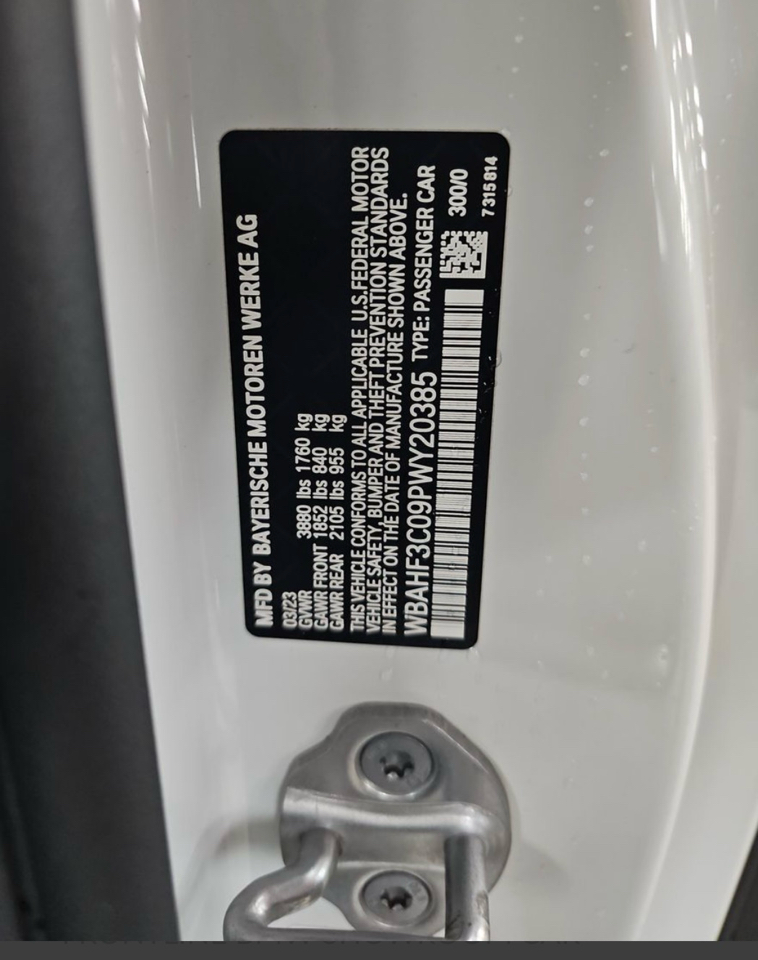 MFD BY BAYERISCHE MOTOREN WERKE AG
03/23
GVWR 3880 lbs 1760 kg
GAWR FRONT 1852 lbs 840 kg
GAWR REAR 2105 lbs 955 kg
THIS VEHICLE CONFORMS TO ALL APPLICABLE U.S.FEDERAL MOTOR
VEHICLE SAFETY, BUMPER AND THEFT PREVENTION STANDARDS
IN EFFECT ON THE DATE OF MANUFACTURE SHOWN ABOVE.
WBAHF3C09PWY20385 TYPE: PASSENGER CAR
300/0
7 315 814